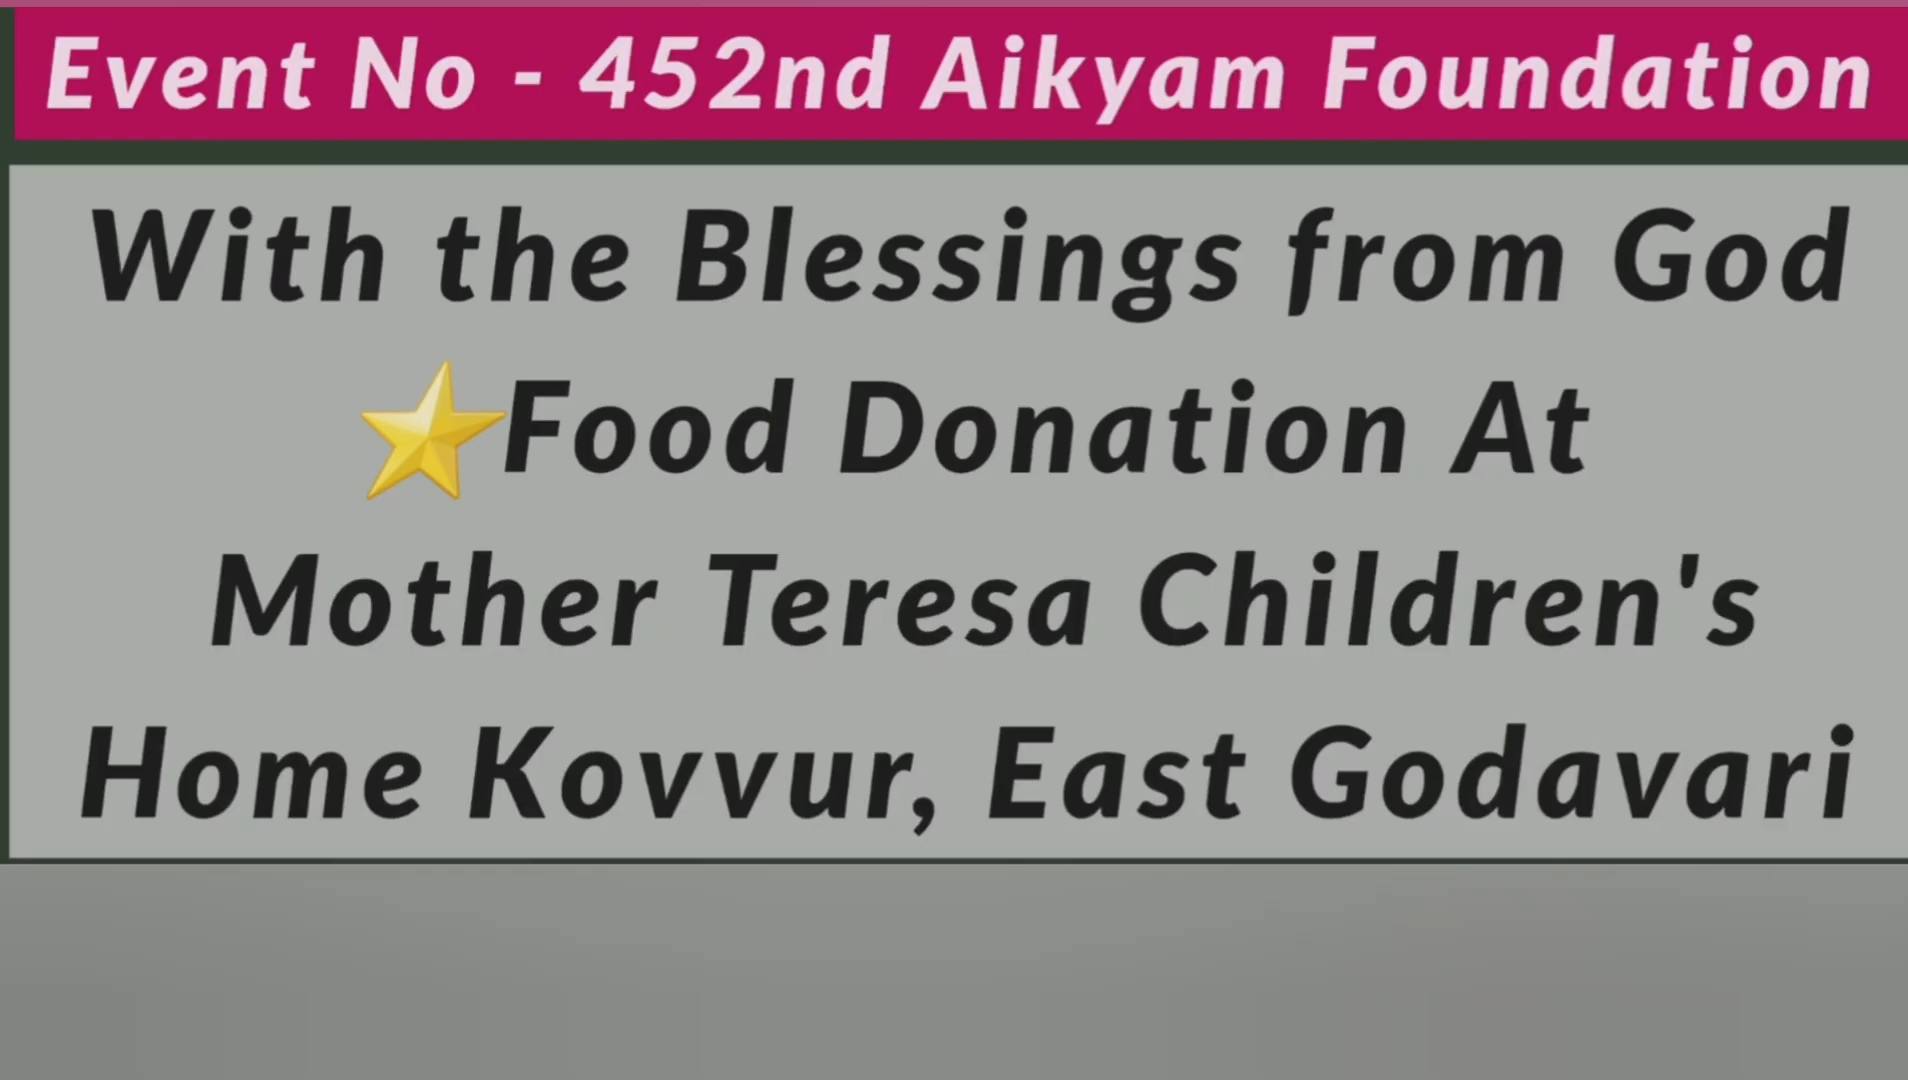 Event No - 452nd Aikyam Foundation
With the Blessings from God
⭐Food Donation At
Mother Teresa Children's
Home Kovvur, East Godavari